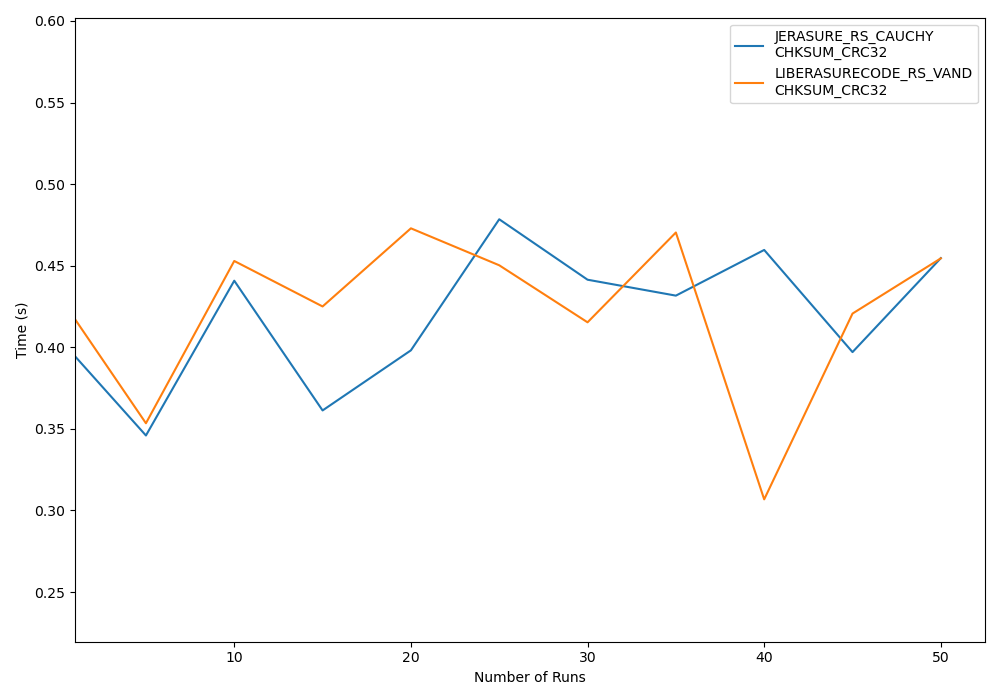 0.60
0.55
0.50
0.45
0.40
0.35
0.30
0.25
Time (s)
JERASURE_RS_CAUCHY
CHKSUM_CRC32
LIBERASURECODE_RS_VAND
CHKSUM_CRC32
10 20 30 40 50
Number of Runs